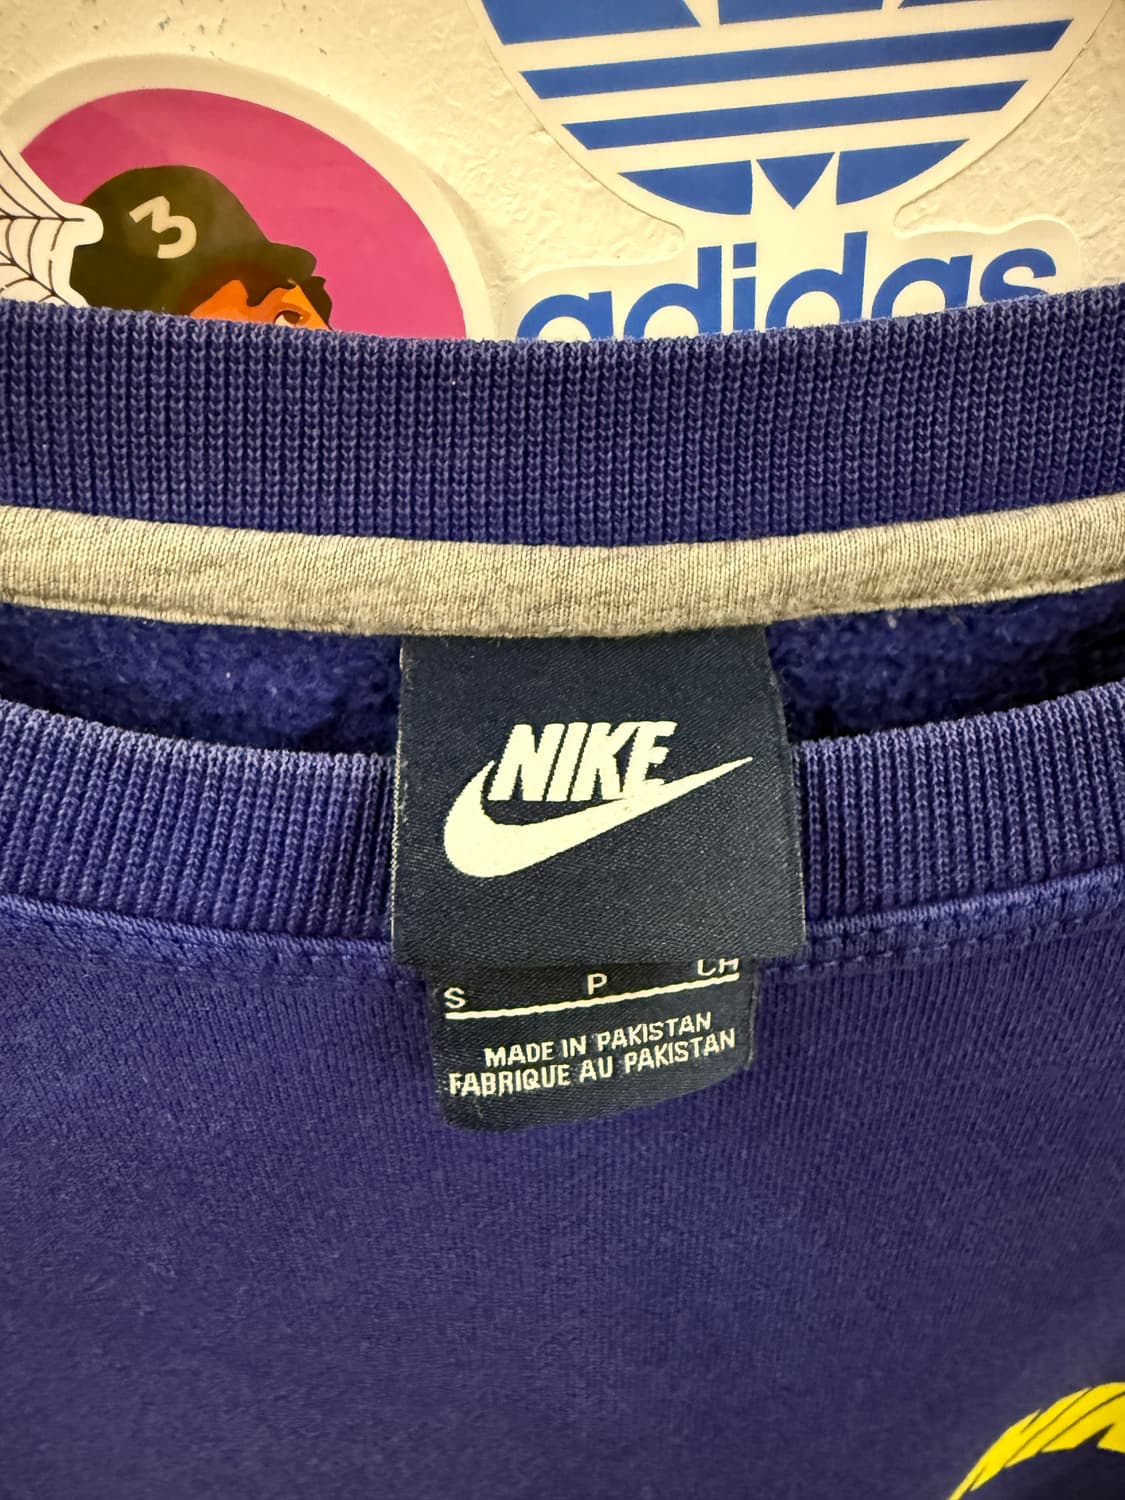 3
adidas
NIKE
S P CH
MADE IN PAKISTAN
FABRIQUE AU PAKISTAN